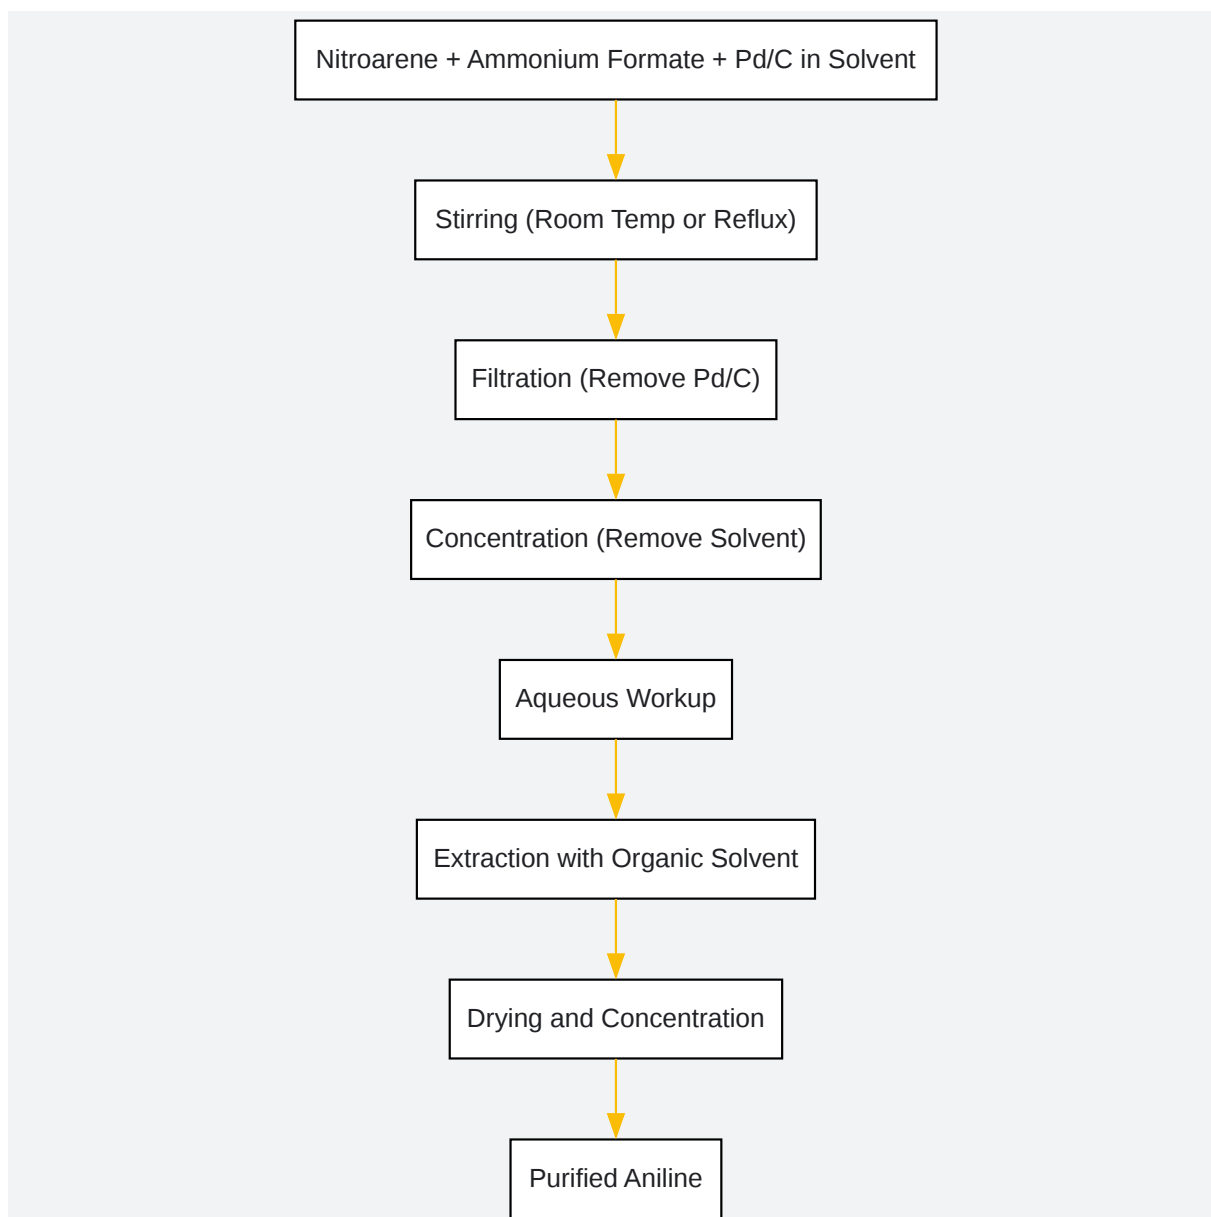 Nitroarene + Ammonium Formate + Pd/C in Solvent
Stirring (Room Temp or Reflux)
Filtration (Remove Pd/C)
Concentration (Remove Solvent)
Aqueous Workup
Extraction with Organic Solvent
Drying and Concentration
Purified Aniline